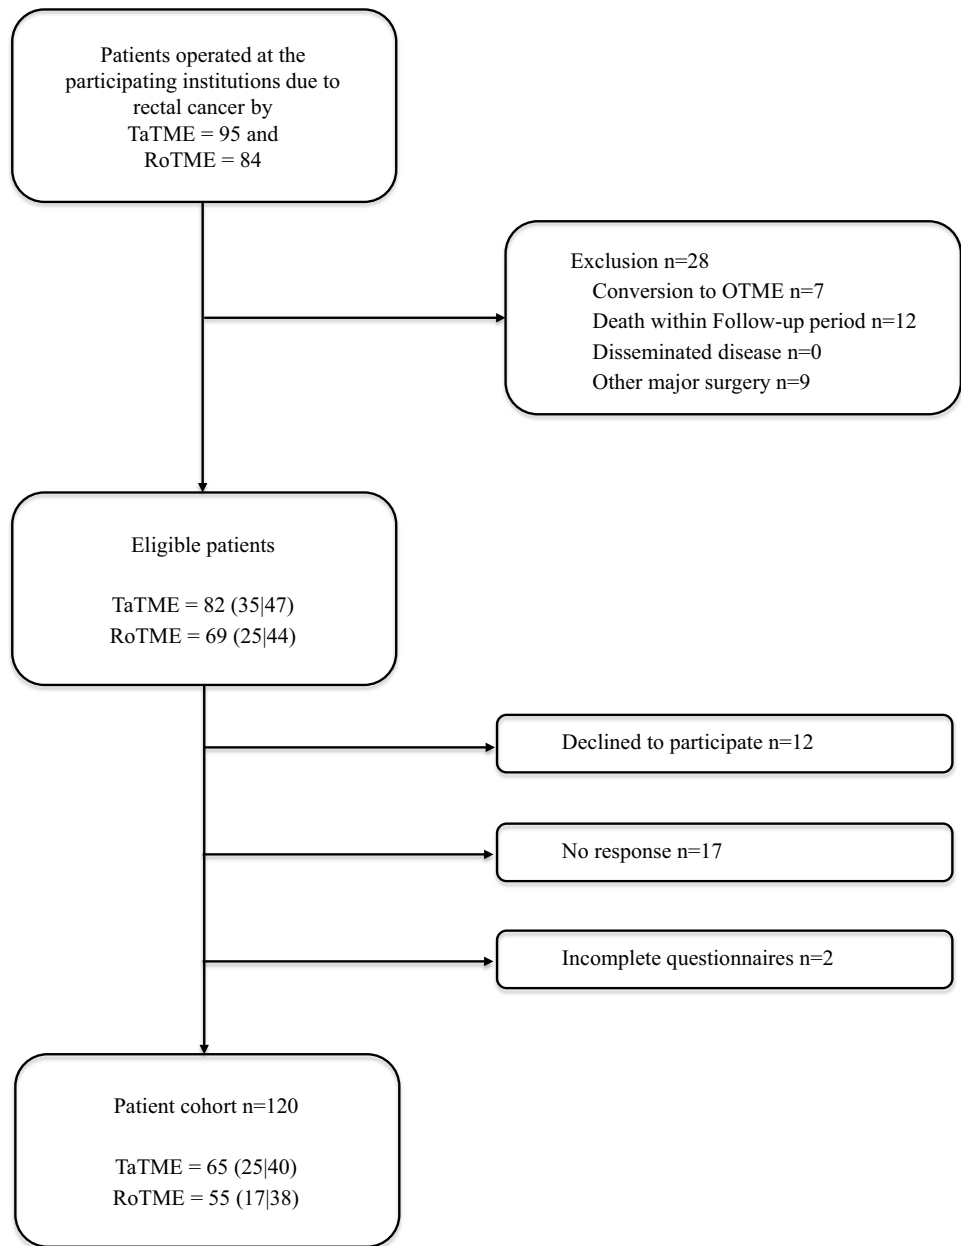 Patients operated at the
participating institutions due to
rectal cancer by
TaTME = 95 and
RoTME = 84
Exclusion n=28
Conversion to OTME n=7
Death within Follow-up period n=12
Disseminated disease n=0
Other major surgery n=9
Eligible patients
TaTME = 82 (35|47)
RoTME = 69 (25|44)
Declined to participate n=12
No response n=17
Incomplete questionnaires n=2
Patient cohort n=120
TaTME = 65 (25|40)
RoTME = 55 (17|38)